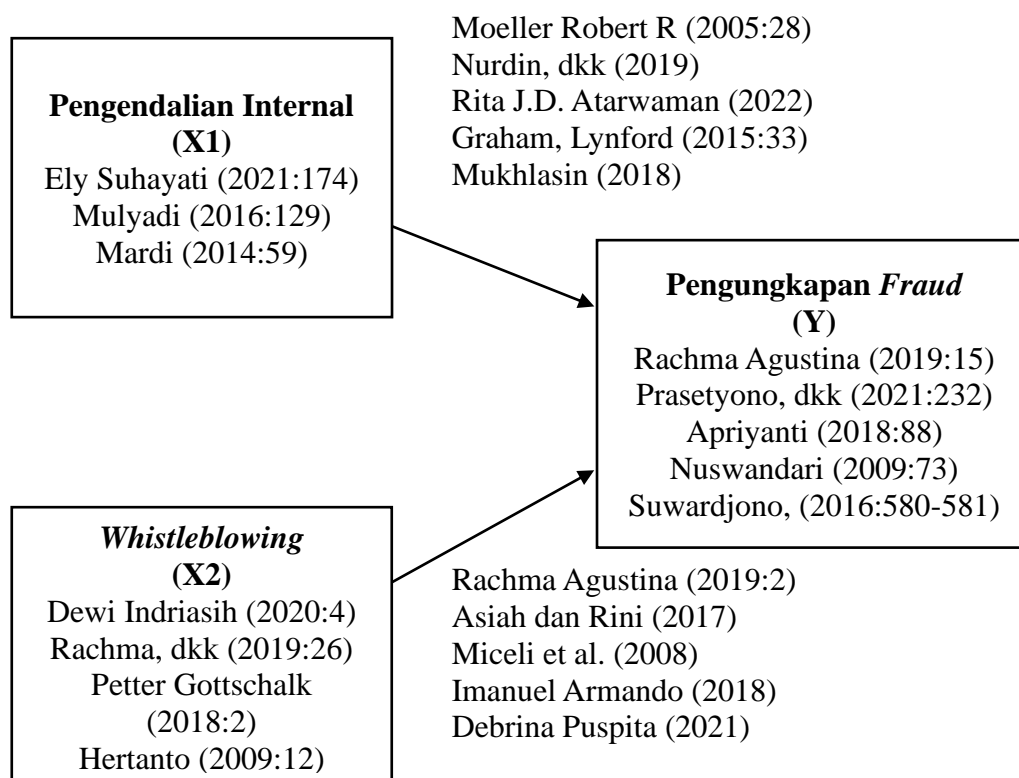 Moeller Robert R (2005:28)
Nurdin, dkk (2019)
Rita J.D. Atarwaman (2022)
Graham, Lynford (2015:33)
Mukhlasin (2018)
Pengendalian Internal
(X1)
Ely Suhayati (2021:174)
Mulyadi (2016:129)
Mardi (2014:59)
Pengungkapan Fraud
(Y)
Rachma Agustina (2019:15)
Prasetyono, dkk (2021:232)
Apriyanti (2018:88)
Nuswandari (2009:73)
Suwardjono, (2016:580-581)
Whistleblowing
(X2)
Dewi Indriasih (2020:4)
Rachma, dkk (2019:26)
Petter Gottschalk
(2018:2)
Hertanto (2009:12)
Rachma Agustina (2019:2)
Asiah dan Rini (2017)
Miceli et al. (2008)
Imanuel Armando (2018)
Debrina Puspita (2021)